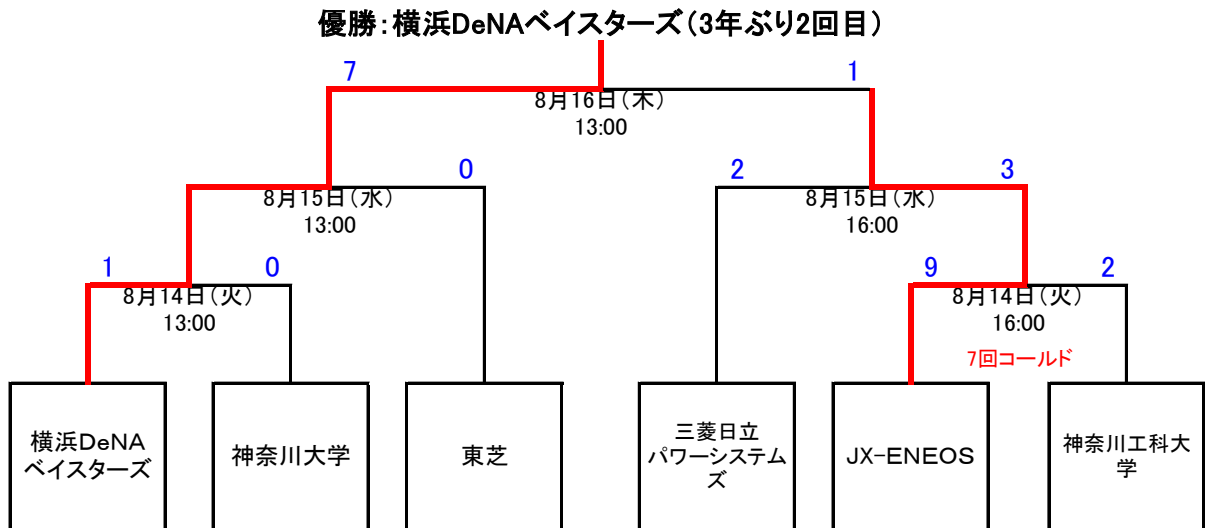 優勝：横浜DeNAベイスターズ（3年ぶり2回目）
7
1
8月16日（木）
13:00
0
2
3
8月15日（水）
13:00
8月15日（水）
16:00
1
0
9
2
8月14日（火）
13:00
8月14日（火）
16:00
7回コールド
横浜DeNA
ベイスターズ
神奈川大学
東芝
三菱日立
パワーシステム
ズ
JX-ENEOS
神奈川工科大
学